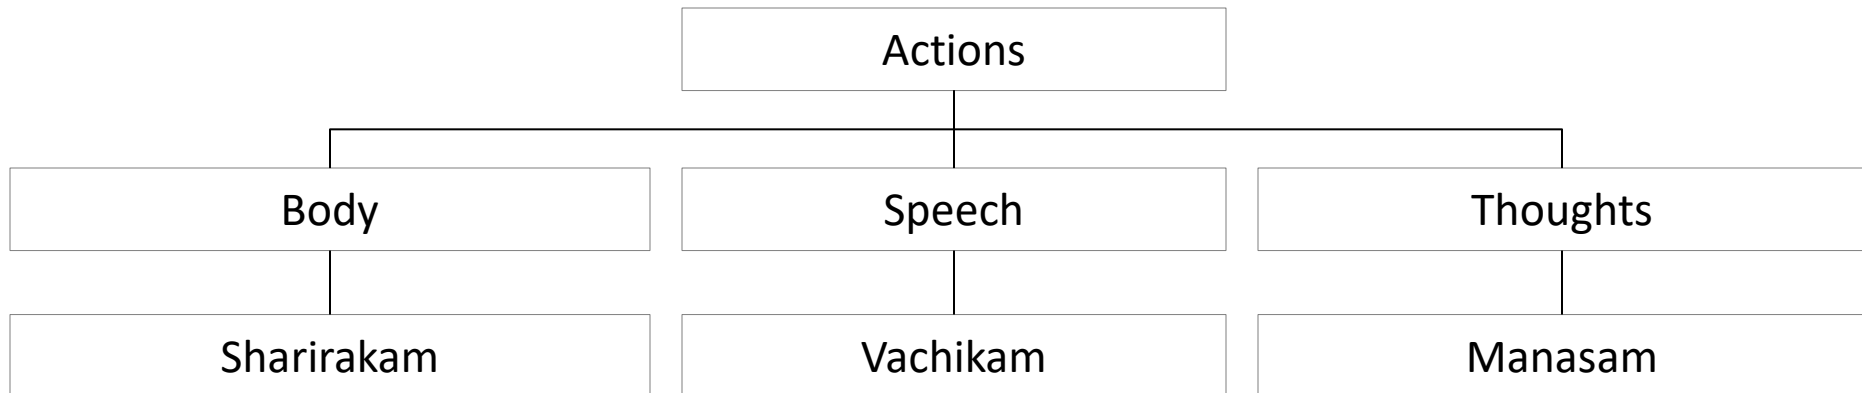 Actions
Body
Speech
Thoughts
Sharirakam
Vachikam
Manasam